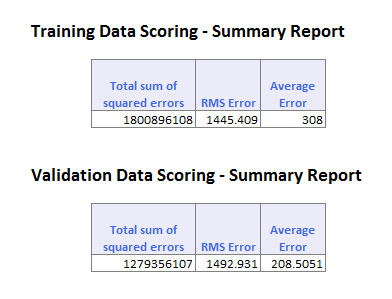 Training Data Scoring - Summary Report
Total sum of squared errors RMS Error Average Error
1800896108 1445.409 308
Validation Data Scoring - Summary Report
Total sum of squared errors RMS Error Average Error
1279356107 1492.931 208.5051